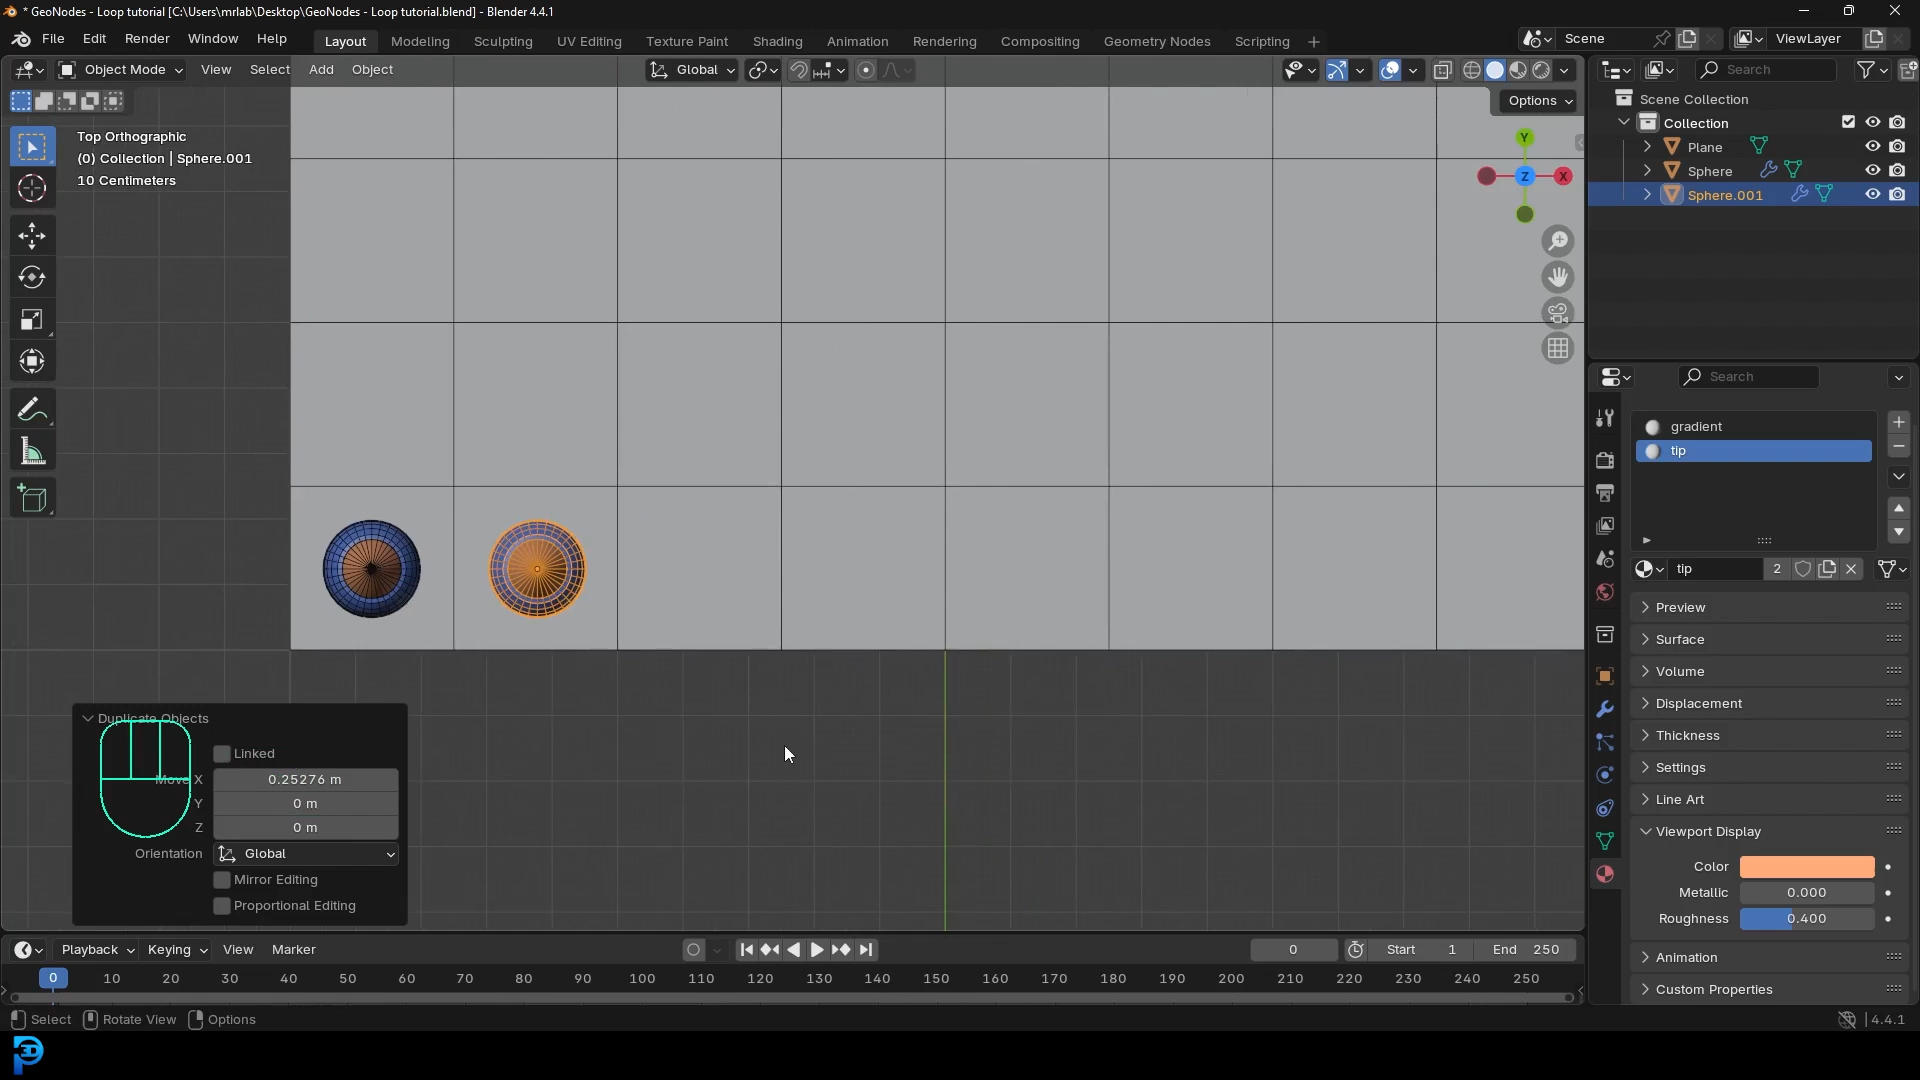 * GeoNodes - Loop tutorial [C:\Users\mrlab\Desktop\GeoNodes - Loop tutorial.blend] - Blender 4.4.1
File Edit Render Window Help Layout Modeling Sculpting UV Editing Texture Paint Shading Animation Rendering Compositing Geometry Nodes Scripting Scene ViewLayer
Object Mode View Select Add Object Global Search
Options
Top Orthographic
(0) Collection | Sphere.001
10 Centimeters
Y
Z
X
Scene Collection
Collection
Plane
Sphere
Sphere.001
Search
gradient
tip
tip 2
Preview
Surface
Volume
Displacement
Thickness
Settings
Line Art
Viewport Display
Color
Metallic 0.000
Roughness 0.400
Animation
Custom Properties
Duplicate Objects
Linked
Move X 0.25276 m
Y 0 m
Z 0 m
Orientation Global
Mirror Editing
Proportional Editing
Playback Keying View Marker 0 Start 1 End 250
0 10 20 30 40 50 60 70 80 90 100 110 120 130 140 150 160 170 180 190 200 210 220 230 240 250
Select Rotate View Options 4.4.1